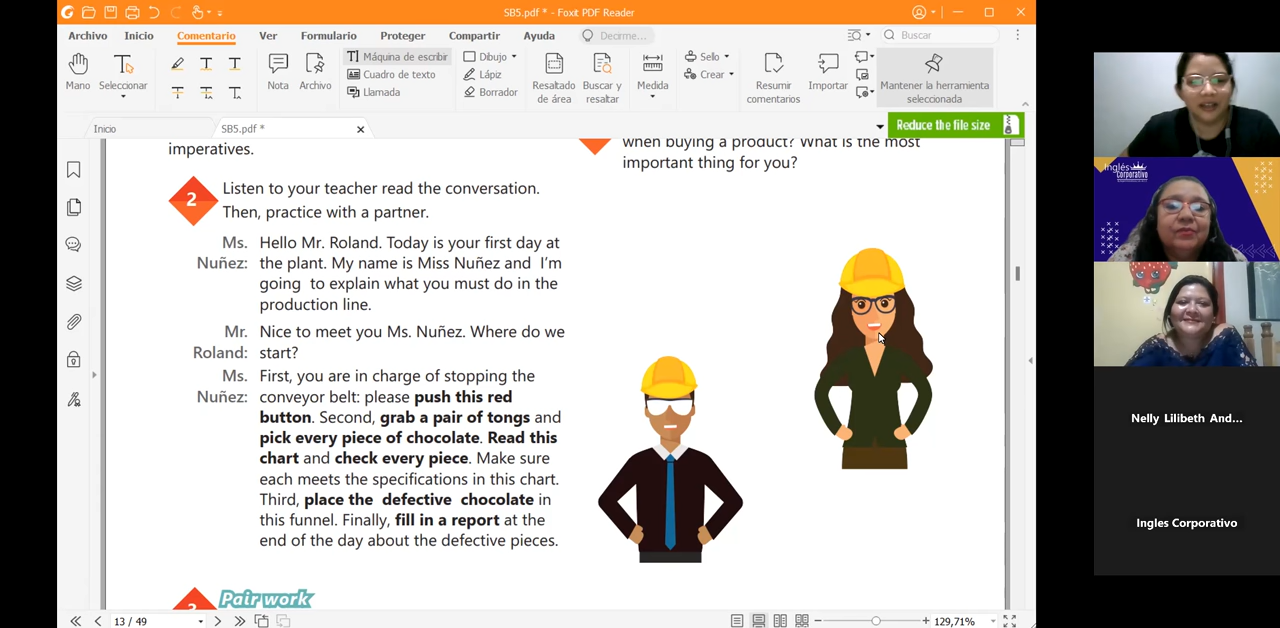 SB5.pdf * - Foxit PDF Reader
Archivo Inicio Comentario Ver Formulario Proteger Compartir Ayuda Decirme... Buscar
Mano Seleccionar Nota Archivo
Máquina de escribir
Cuadro de texto
Llamada
Dibujo
Lápiz
Borrador
Resaltado de área
Buscar y resaltar
Medida
Sello
Crear
Resumir comentarios
Importar
Mantener la herramienta seleccionada
Inicio
SB5.pdf *
Reduce the file size
imperatives.
when buying a product? What is the most
important thing for you?
2
Listen to your teacher read the conversation.
Then, practice with a partner.
Ms. Hello Mr. Roland. Today is your first day at
Nuñez: the plant. My name is Miss Nuñez and I'm
going to explain what you must do in the
production line.
Mr. Nice to meet you Ms. Nuñez. Where do we
Roland: start?
Ms. First, you are in charge of stopping the
Nuñez: conveyor belt: please push this red
button. Second, grab a pair of tongs and
pick every piece of chocolate. Read this
chart and check every piece. Make sure
each meets the specifications in this chart.
Third, place the defective chocolate in
this funnel. Finally, fill in a report at the
end of the day about the defective pieces.
3
Pair work
13 / 49
129,71%
Inglés
Corporativo
Nelly Lilibeth And...
Ingles Corporativo